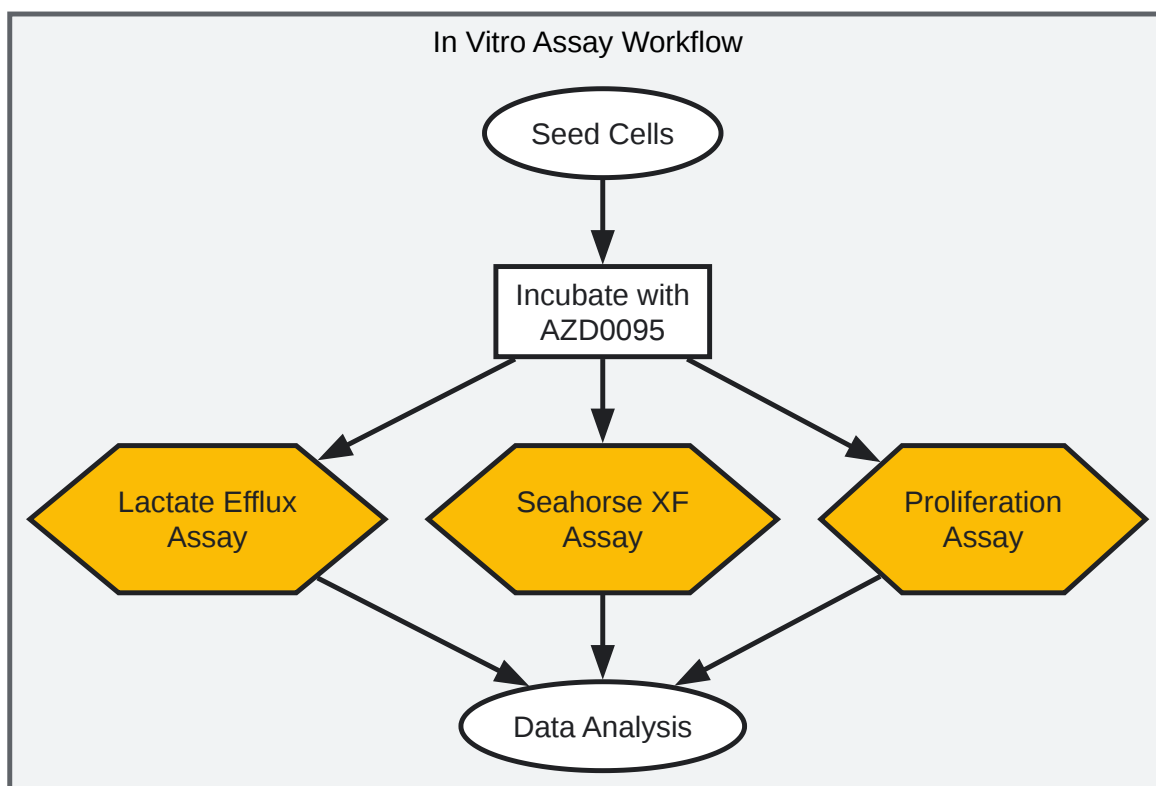 In Vitro Assay Workflow
Seed Cells
Incubate with
AZD0095
Lactate Efflux
Assay
Seahorse XF
Assay
Proliferation
Assay
Data Analysis